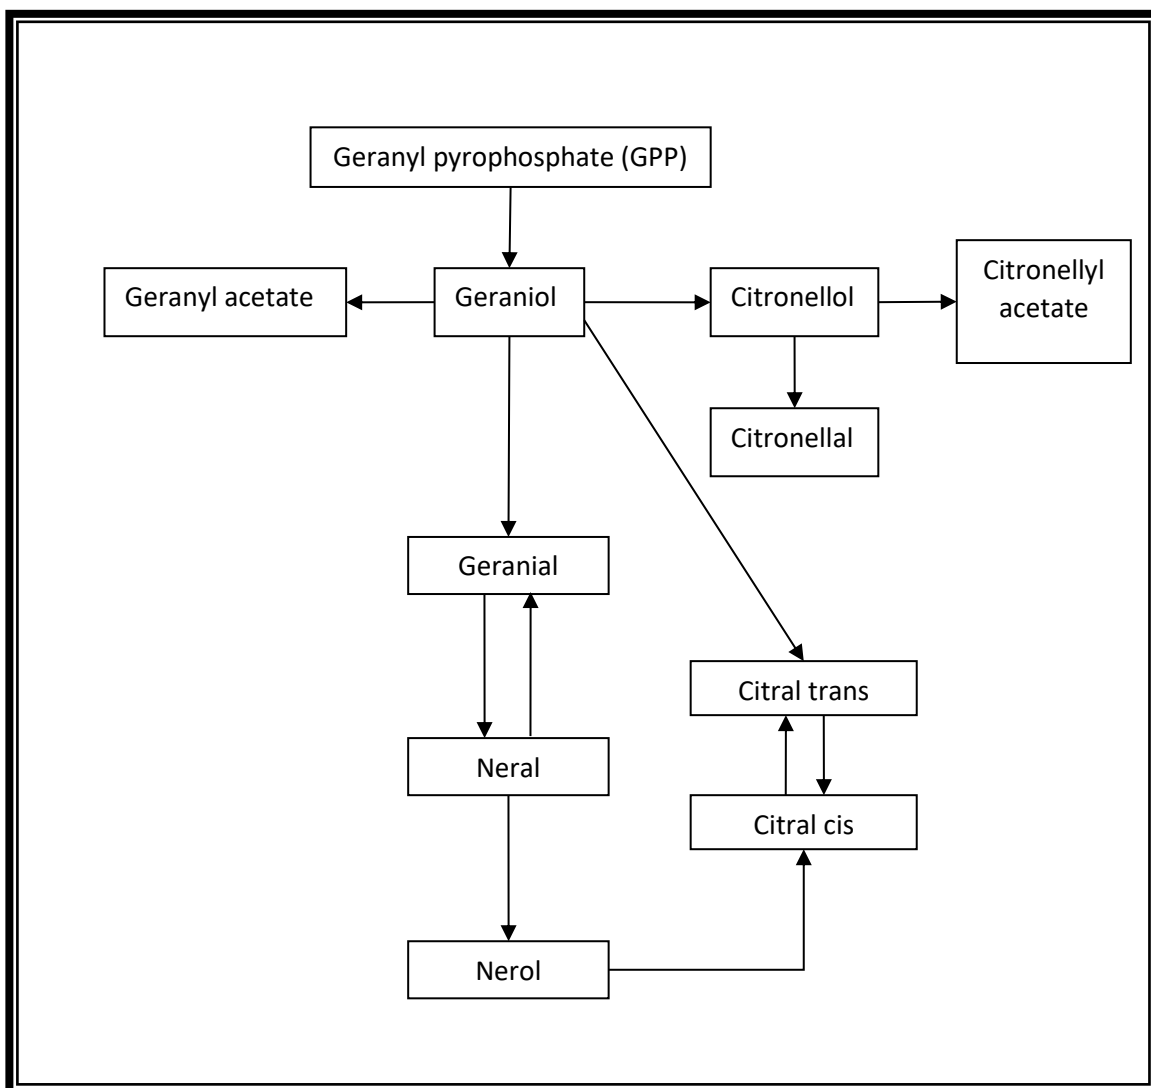 Geranyl pyrophosphate (GPP)
Geranyl acetate
Geraniol
Citronellol
Citronellyl
acetate
Citronellal
Geranial
Citral trans
Neral
Citral cis
Nerol